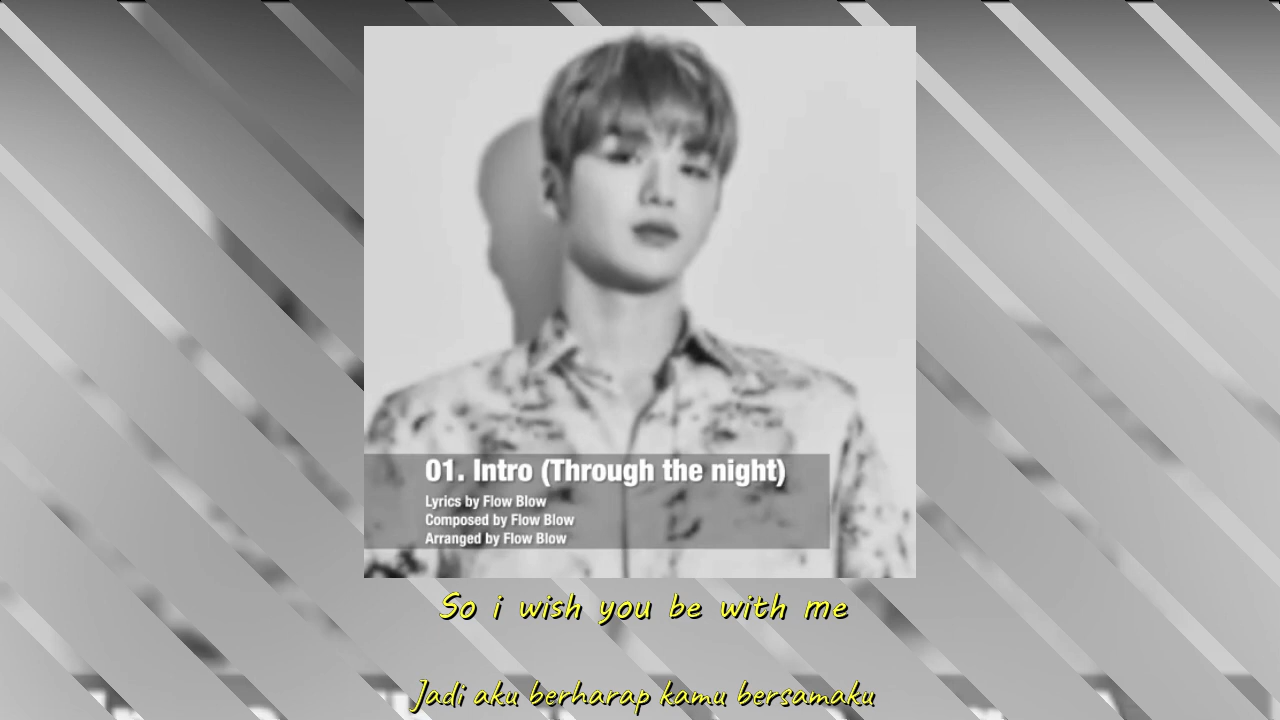 01. Intro (Through the night)
Lyrics by Flow Blow
Composed by Flow Blow
Arranged by Flow Blow
So i wish you be with me
Jadi aku berharap kamu bersamaku